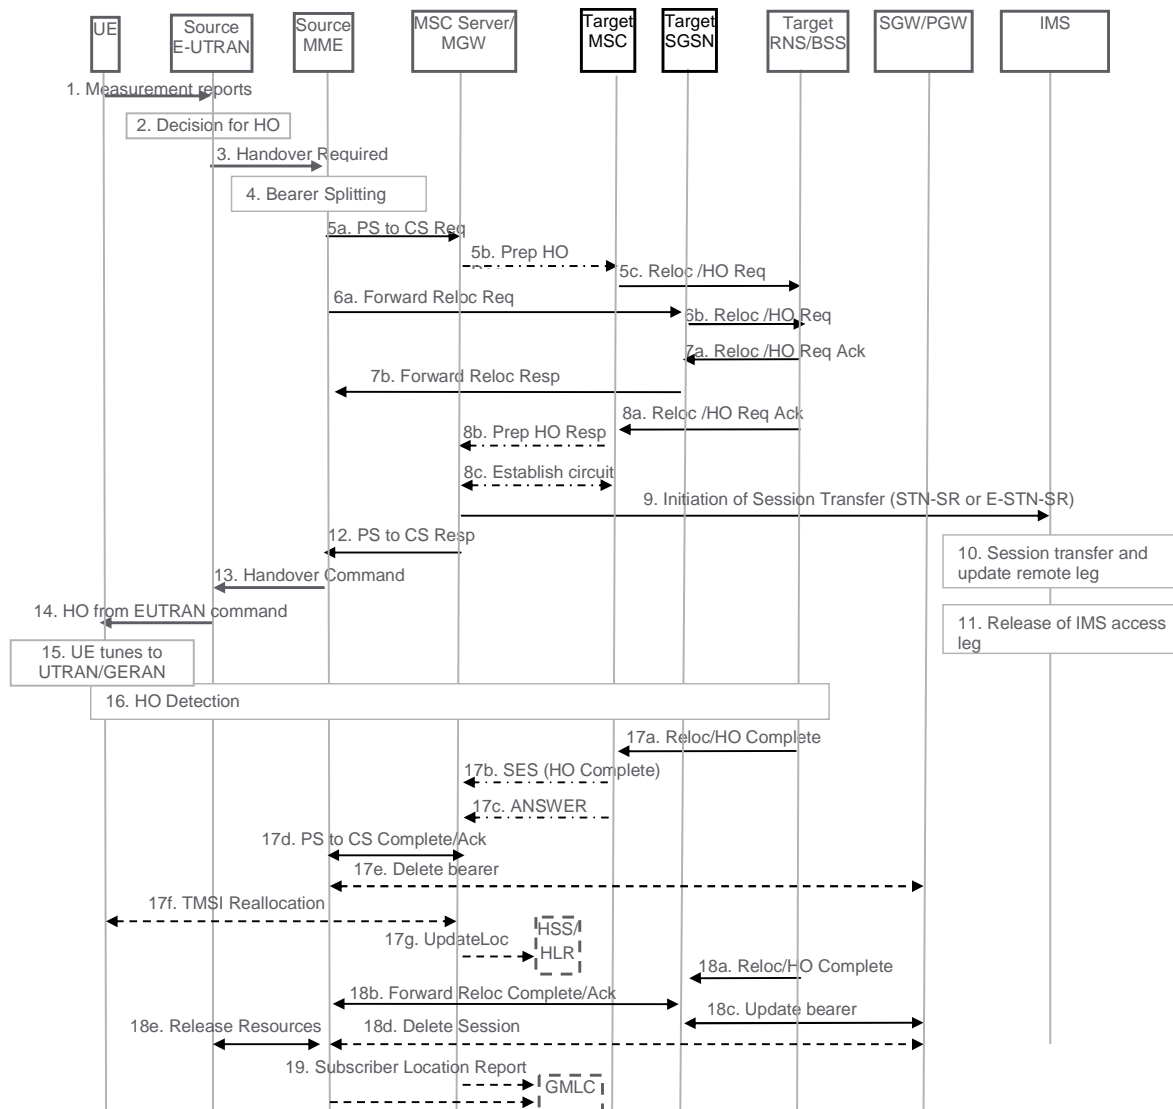 UE
Source
E-UTRAN
Source
MME
MSC Server/
MGW
Target
MSC
Target
SGSN
Target
RNS/BSS
SGW/PGW
IMS
1. Measurement reports
2. Decision for HO
3. Handover Required
4. Bearer Splitting
5a. PS to CS Req
5b. Prep HO
5c. Reloc /HO Req
6a. Forward Reloc Req
6b. Reloc /HO Req
7a. Reloc /HO Req Ack
7b. Forward Reloc Resp
8a. Reloc /HO Req Ack
8b. Prep HO Resp
8c. Establish circuit
9. Initiation of Session Transfer (STN-SR or E-STN-SR)
12. PS to CS Resp
10. Session transfer and
update remote leg
13. Handover Command
14. HO from EUTRAN command
11. Release of IMS access
leg
15. UE tunes to
UTRAN/GERAN
16. HO Detection
17a. Reloc/HO Complete
17b. SES (HO Complete)
17c. ANSWER
17d. PS to CS Complete/Ack
17e. Delete bearer
17f. TMSI Reallocation
HSS/
HLR
17g. UpdateLoc
18a. Reloc/HO Complete
18b. Forward Reloc Complete/Ack
18c. Update bearer
18e. Release Resources
18d. Delete Session
19. Subscriber Location Report
GMLC